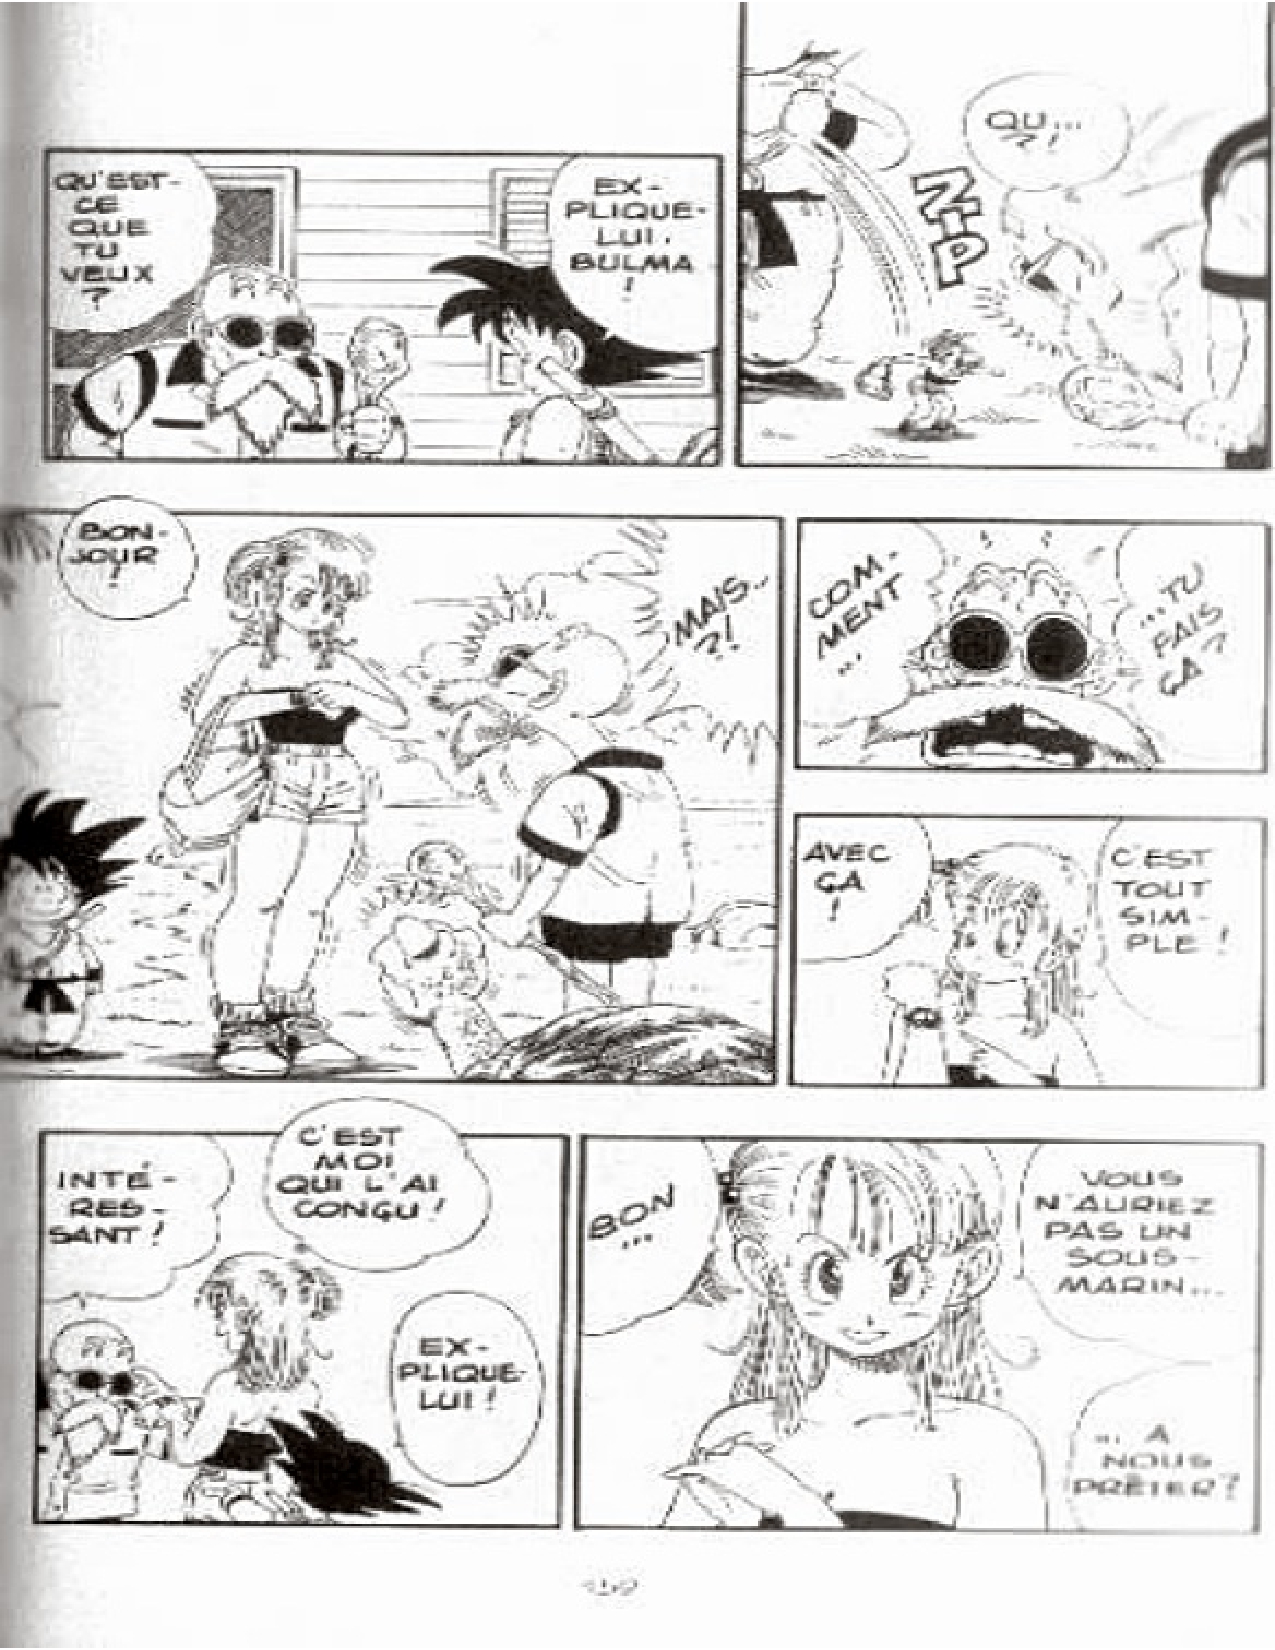 QU'EST-
CE
QUE
TU
VEUX
?
EX-
PLIQUE-
LUI,
BULMA
!
QU...
?!
ZIP
BON-
JOUR
!
MAIS..
?!
COM-
MENT
...
...TU
FAIS
ÇA?
AVEC
ÇA
!
C'EST
TOUT
SIM-
PLE!
INTÉ-
RES-
SANT!
C'EST
MOI
QUI L'AI
CONÇU!
EX-
PLIQUE-
LUI!
BON
...
VOUS
N'AURIEZ
PAS UN
SOUS-
MARIN...
... A
NOUS
PRÊTER?